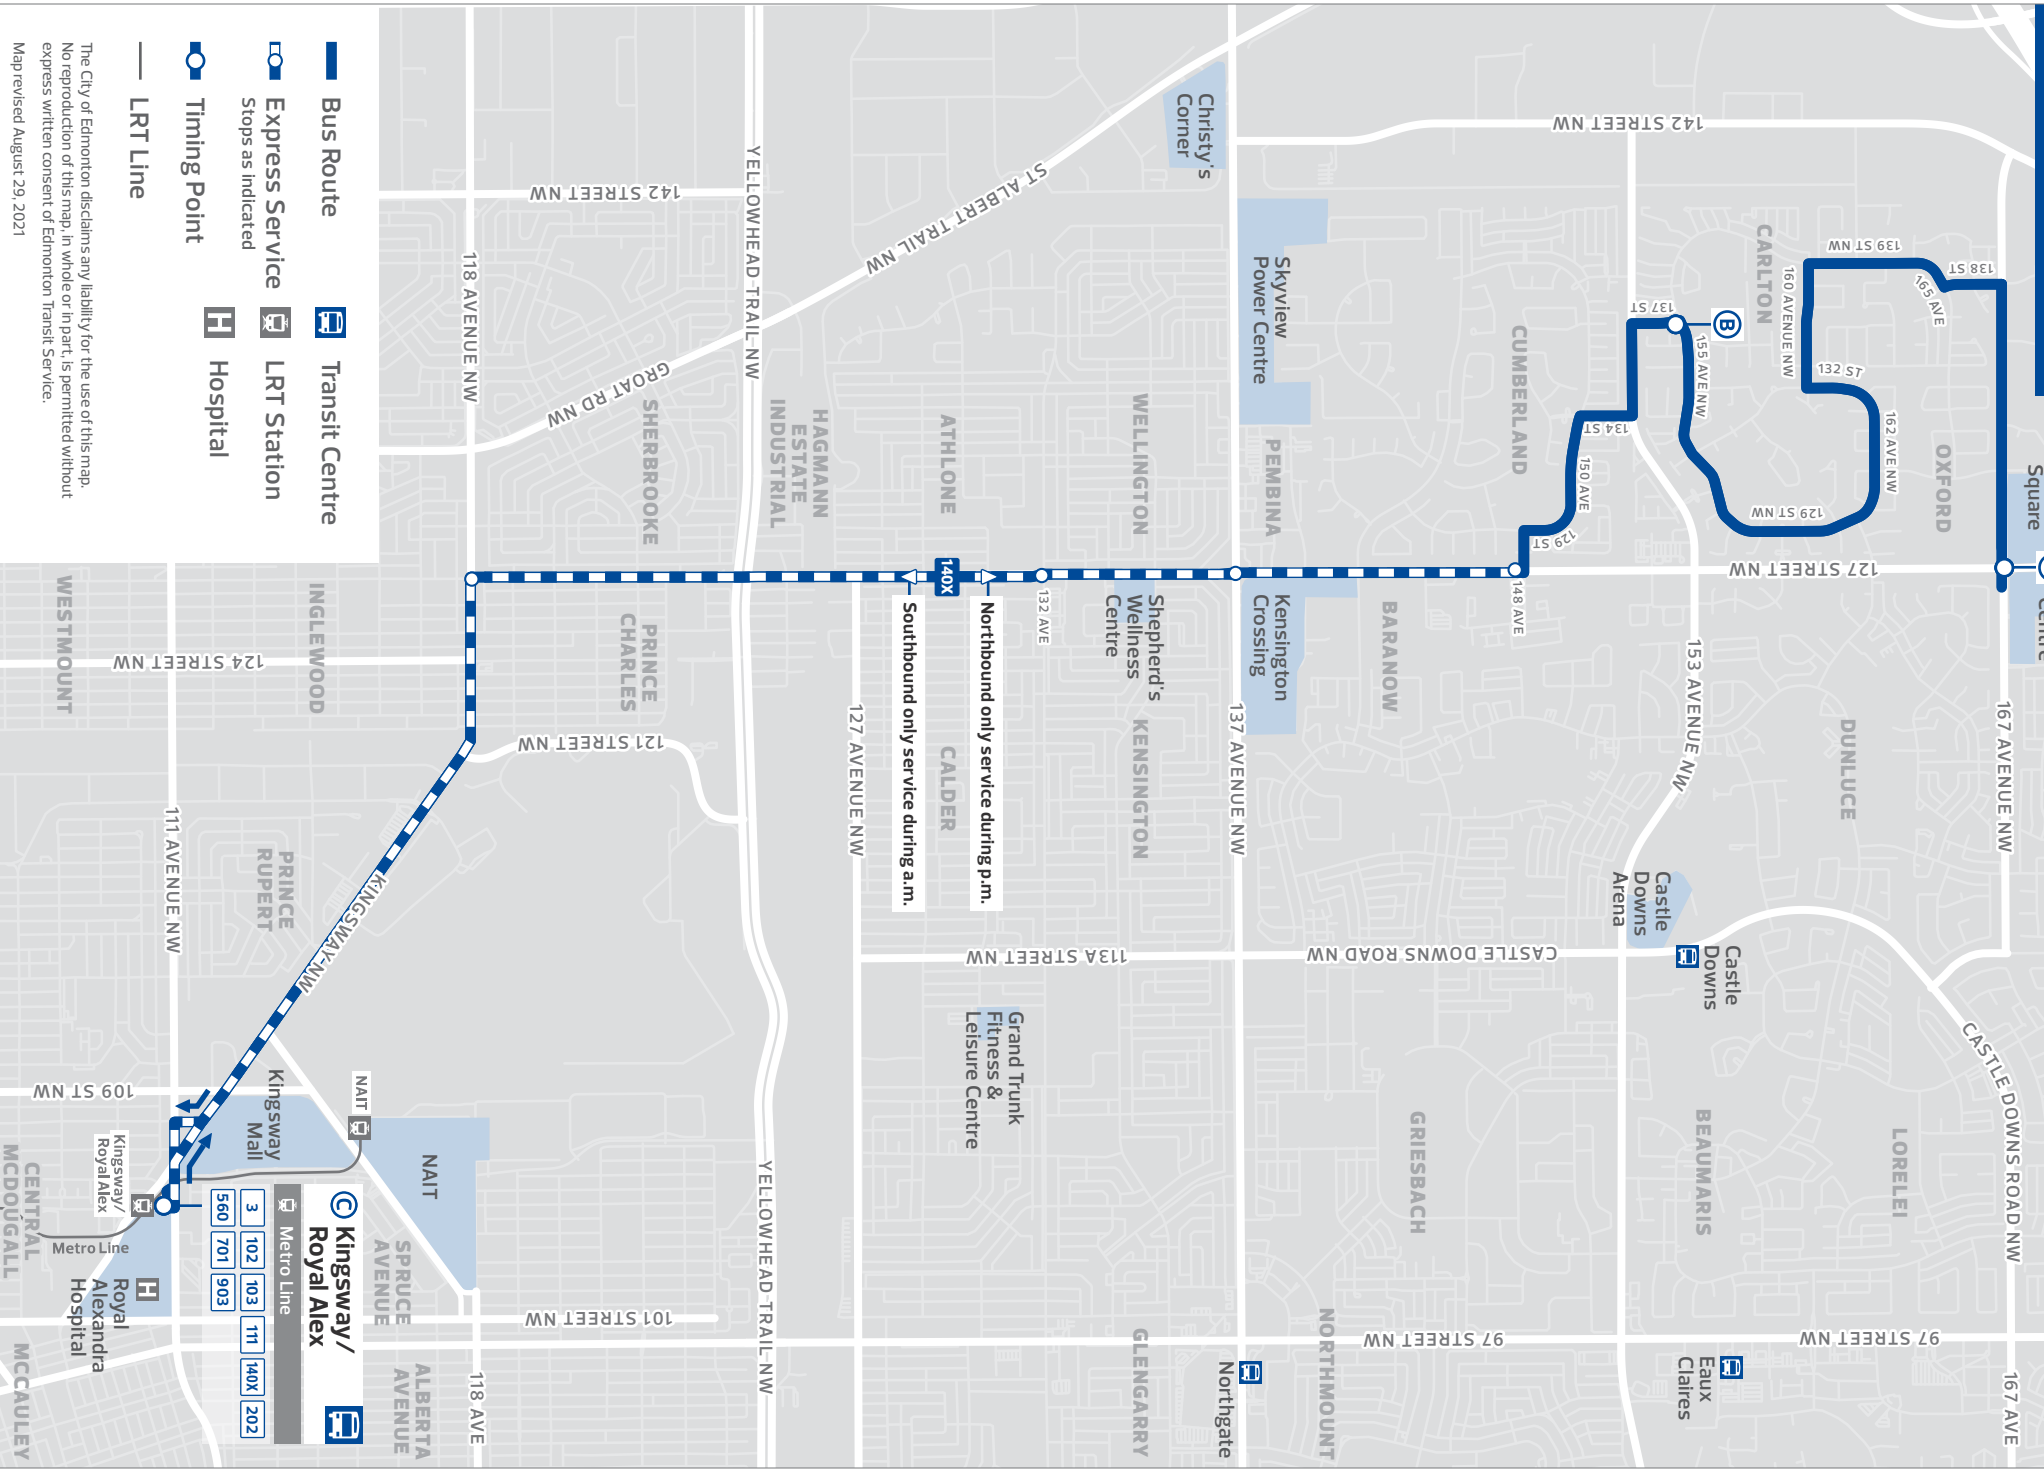 Bus Route
Express Service
Stops as indicated
Timing Point
LRT Line
Transit Centre
LRT Station
Hospital
The City of Edmonton disclaims any liability for the use of this map.
No reproduction of this map, in whole or in part, is permitted without
express written consent of Edmonton Transit Service.
Map revised August 29, 2021
Square
138 ST
139 ST NW
165 AVE
160 AVENUE NW
132 ST
162 AVE NW
129 ST NW
155 AVE NW
137 ST
134 ST
150 AVE
129 ST
148 AVE
B
142 STREET NW
CARLTON
OXFORD
CUMBERLAND
127 STREET NW
167 AVENUE NW
153 AVENUE NW
DUNLUCE
BARANOW
Castle
Downs
Arena
Castle
Downs
CASTLE DOWNS ROAD NW
CASTLE DOWNS ROAD NW
BEAUMARIS
LORELEI
GRIESBACH
97 STREET NW
97 STREET NW
167 AVE
Eaux
Claires
NORTHMOUNT
Northgate
Christy's
Corner
Skyview
Power Centre
PEMBINA
Kensington
Crossing
137 AVENUE NW
WELLINGTON
Shepherd's
Wellness
Centre
KENSINGTON
132 AVE
ST ALBERT TRAIL NW
ATHLONE
140X
Northbound only service during p.m.
Southbound only service during a.m.
CALDER
127 AVENUE NW
113A STREET NW
Grand Trunk
Fitness &
Leisure Centre
GLENGARRY
HAGMANN
ESTATE
INDUSTRIAL
YELLOWHEAD TRAIL NW
YELLOWHEAD TRAIL NW
142 STREET NW
GROAT RD NW
SHERBROOKE
PRINCE
CHARLES
121 STREET NW
118 AVENUE NW
118 AVE
INGLEWOOD
WESTMOUNT
124 STREET NW
111 AVENUE NW
PRINCE
RUPERT
KINGSWAY NW
109 ST NW
Kingsway
Mall
NAIT
NAIT
Kingsway/
Royal Alex
Metro Line
CENTRAL
MCDOUGALL
Royal
Alexandra
Hospital
H
H
MCCAULEY
SPRUCE
AVENUE
ALBERTA
AVENUE
101 STREET NW
C Kingsway/
Royal Alex
Metro Line
3 102 103 111 140X 202
560 701 903